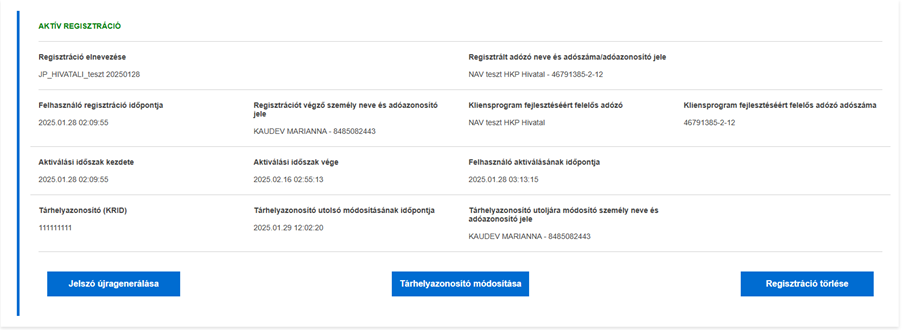 AKTÍV REGISZTRÁCIÓ
Regisztráció elnevezése
Regisztrált adózó neve és adószáma/adóazonosító jele
JP_HIVATALI_teszt 20250128
NAV teszt HKP Hivatal - 46791385-2-12
Felhasználó regisztráció időpontja
Regisztrációt végző személy neve és adóazonosító
jele
Kliensprogram fejlesztéséért felelős adózó
Kliensprogram fejlesztéséért felelős adózó adószáma
2025.01.28 02:09:55
KAUDEV MARIANNA - 8485082443
NAV teszt HKP Hivatal
46791385-2-12
Aktiválási időszak kezdete
Aktiválási időszak vége
Felhasználó aktiválásának időpontja
2025.01.28 02:09:55
2025.02.16 02:55:13
2025.01.28 03:13:15
Tárhelyazonosító (KRID)
Tárhelyazonosító utolsó módosításának időpontja
Tárhelyazonosító utoljára módosító személy neve és
adóazonosító jele
111111111
2025.01.29 12:02:20
KAUDEV MARIANNA - 8485082443
Jelszó újragenerálása
Tárhelyazonosító módosítása
Regisztráció törlése